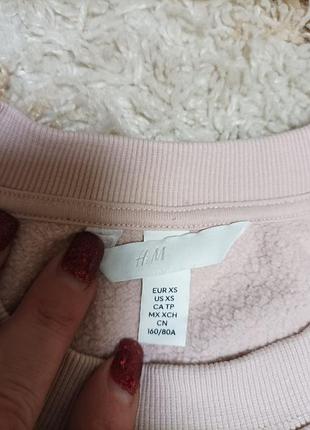 H&M
EUR XS
US XS
CA TP
MX XCH
CN
160/80A